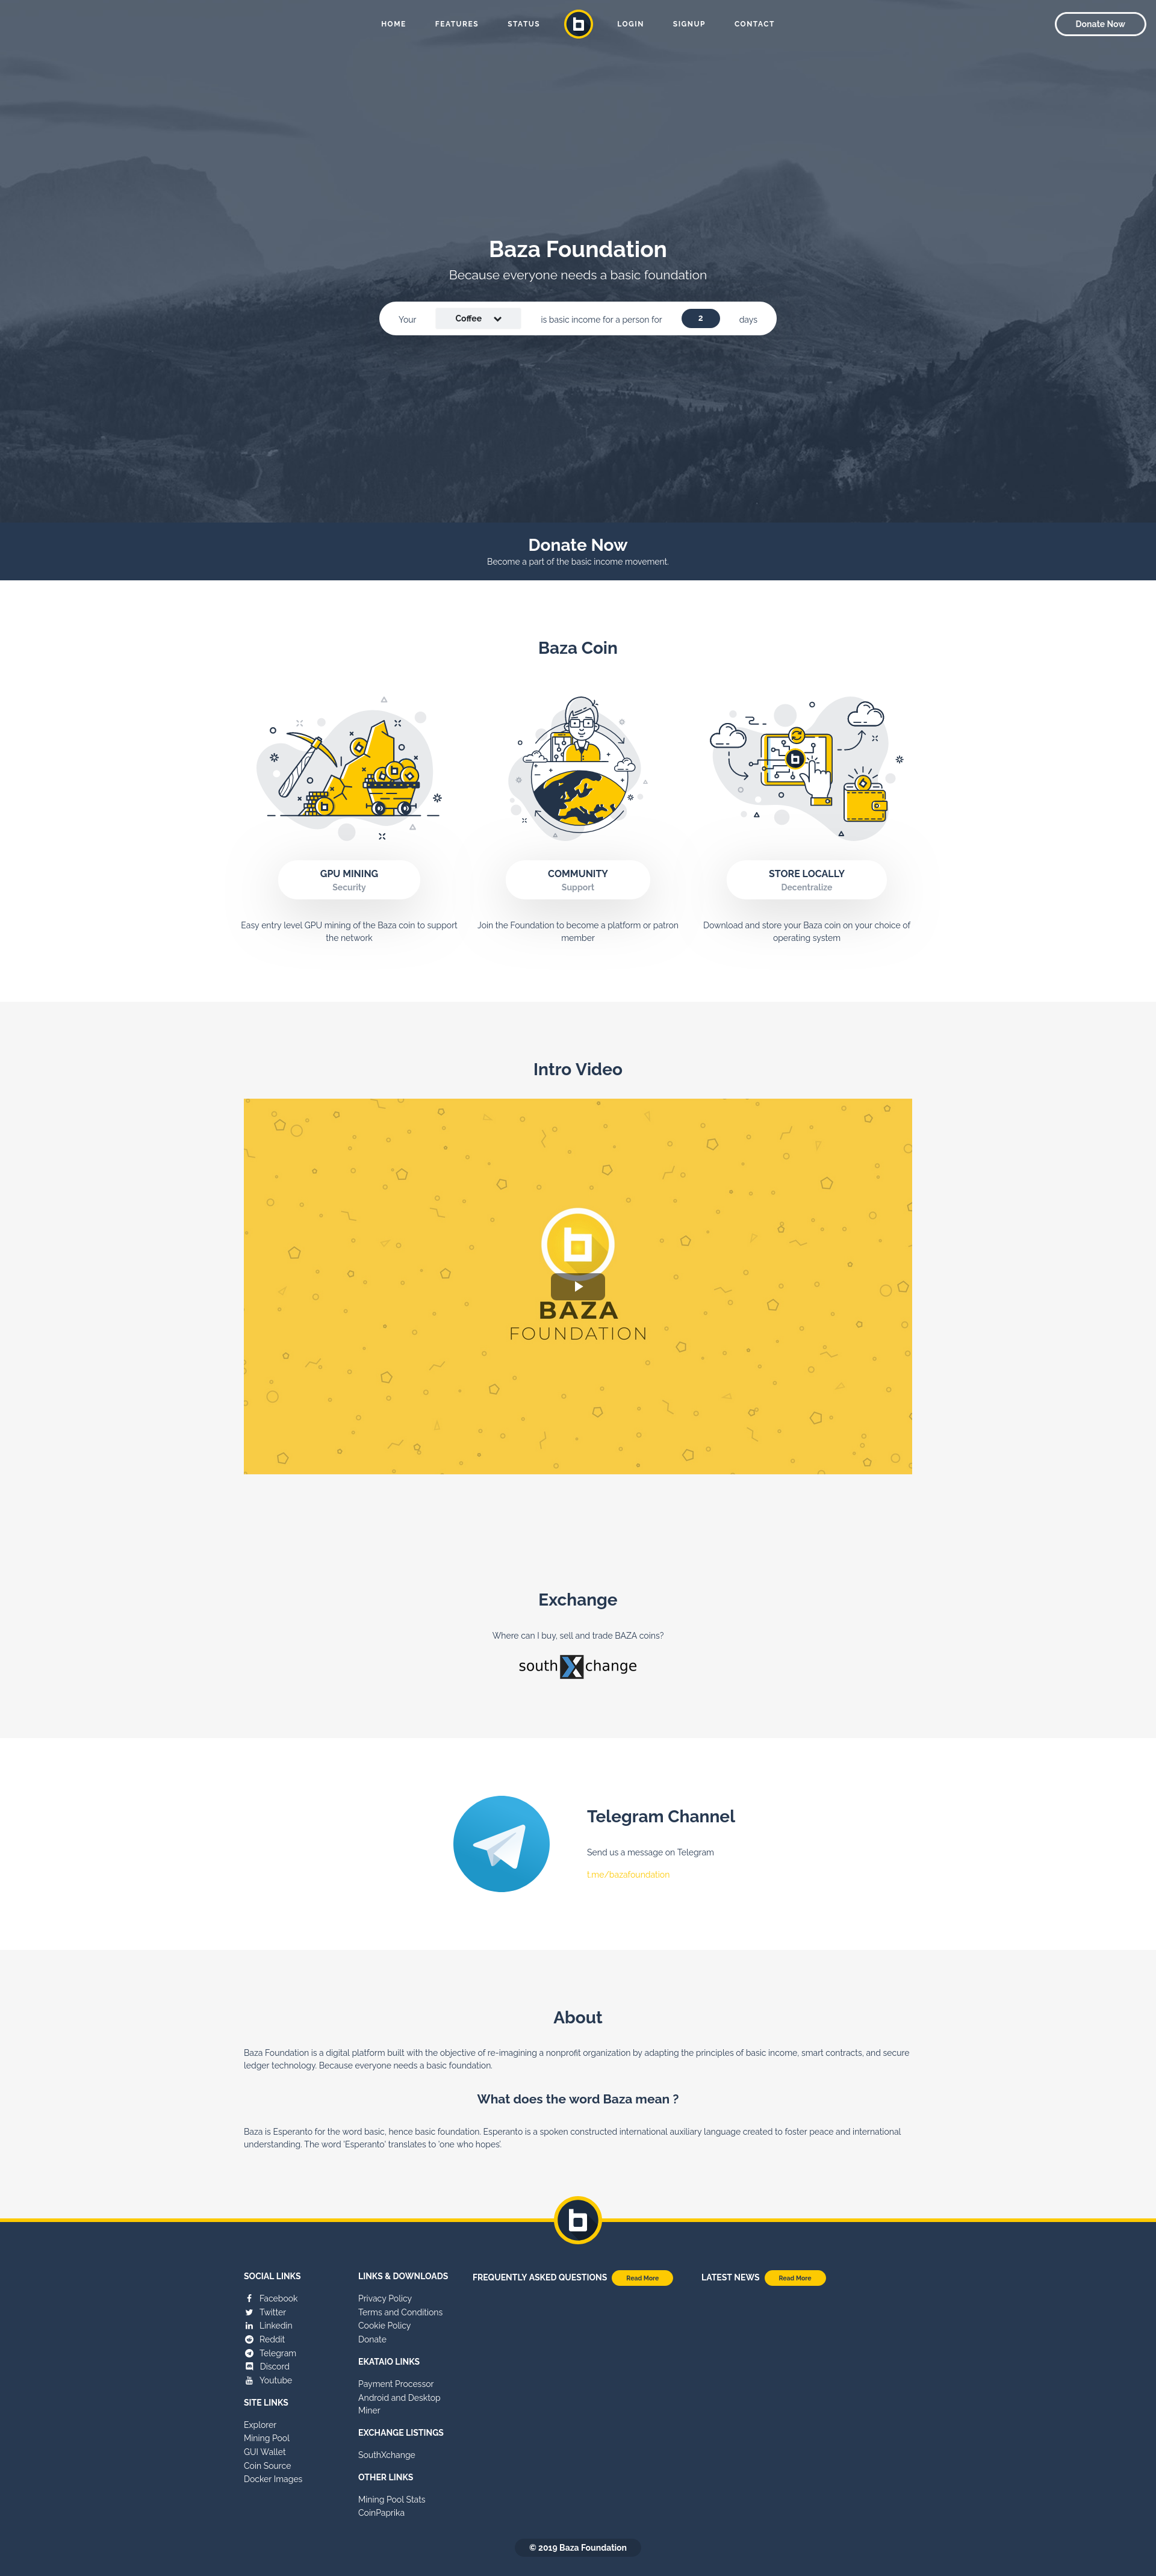 HOME FEATURES STATUS LOGIN SIGNUP CONTACT Donate Now
Baza Foundation
Because everyone needs a basic foundation
Your Coffee is basic income for a person for 2 days
Donate Now
Become a part of the basic income movement.
Baza Coin
GPU MINING
Security
Easy entry level GPU mining of the Baza coin to support
the network
COMMUNITY
Support
Join the Foundation to become a platform or patron
member
STORE LOCALLY
Decentralize
Download and store your Baza coin on your choice of
operating system
Intro Video
BAZA
FOUNDATION
Exchange
Where can I buy, sell and trade BAZA coins?
southXchange
Telegram Channel
Send us a message on Telegram
t.me/bazafoundation
About
Baza Foundation is a digital platform built with the objective of re-imagining a nonprofit organization by adapting the principles of basic income, smart contracts, and secure
ledger technology. Because everyone needs a basic foundation.
What does the word Baza mean ?
Baza is Esperanto for the word basic, hence basic foundation. Esperanto is a spoken constructed international auxiliary language created to foster peace and international
understanding. The word 'Esperanto' translates to 'one who hopes'.
SOCIAL LINKS
Facebook
Twitter
Linkedin
Reddit
Telegram
Discord
Youtube
SITE LINKS
Explorer
Mining Pool
GUI Wallet
Coin Source
Docker Images
LINKS & DOWNLOADS
Privacy Policy
Terms and Conditions
Cookie Policy
Donate
EKATAIO LINKS
Payment Processor
Android and Desktop
Miner
EXCHANGE LISTINGS
SouthXchange
OTHER LINKS
Mining Pool Stats
CoinPaprika
FREQUENTLY ASKED QUESTIONS Read More
LATEST NEWS Read More
© 2019 Baza Foundation